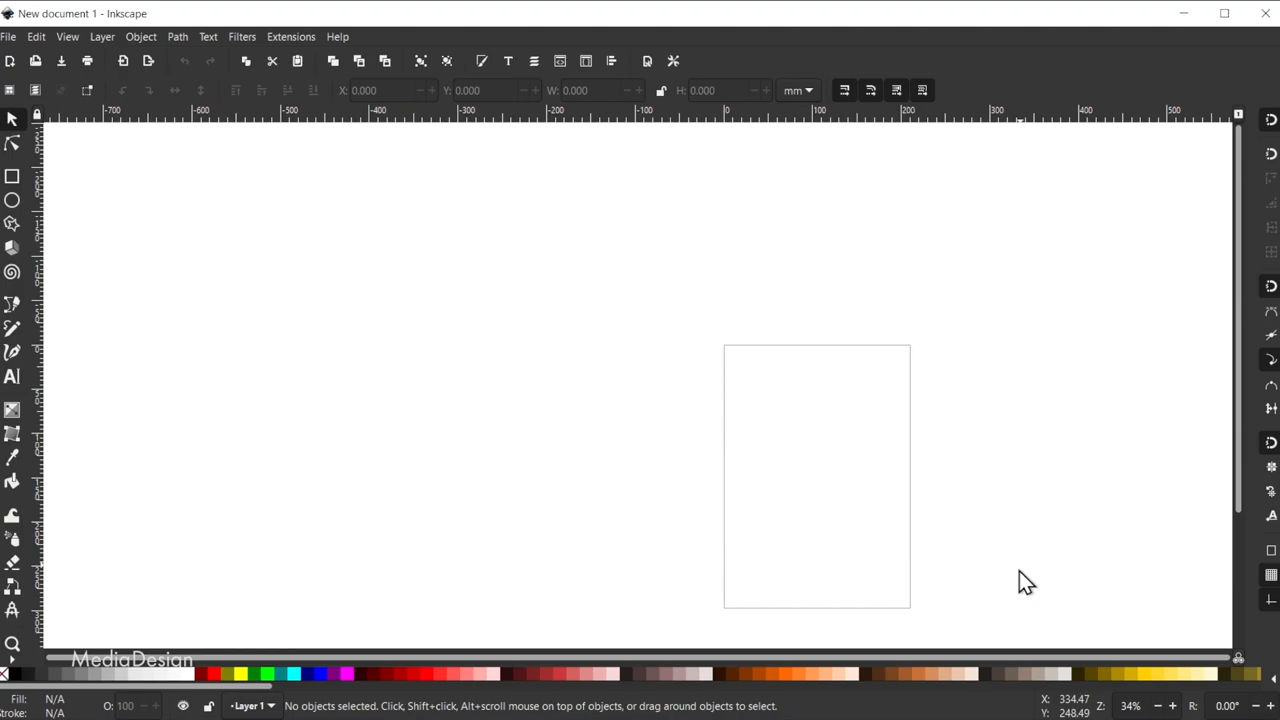 New document 1 - Inkscape
File Edit View Layer Object Path Text Filters Extensions Help
X: 0.000 Y: 0.000 W: 0.000 H: 0.000 mm
-700 -600 -500 -400 -300 -200 -100 0 100 200 300 400 500
MediaDesign
Fill: N/A
Stroke: N/A
O: 100
Layer 1
No objects selected. Click, Shift+click, Alt+scroll mouse on top of objects, or drag around objects to select.
X: 334.47
Y: 248.49
Z: 34%
R: 0.00°